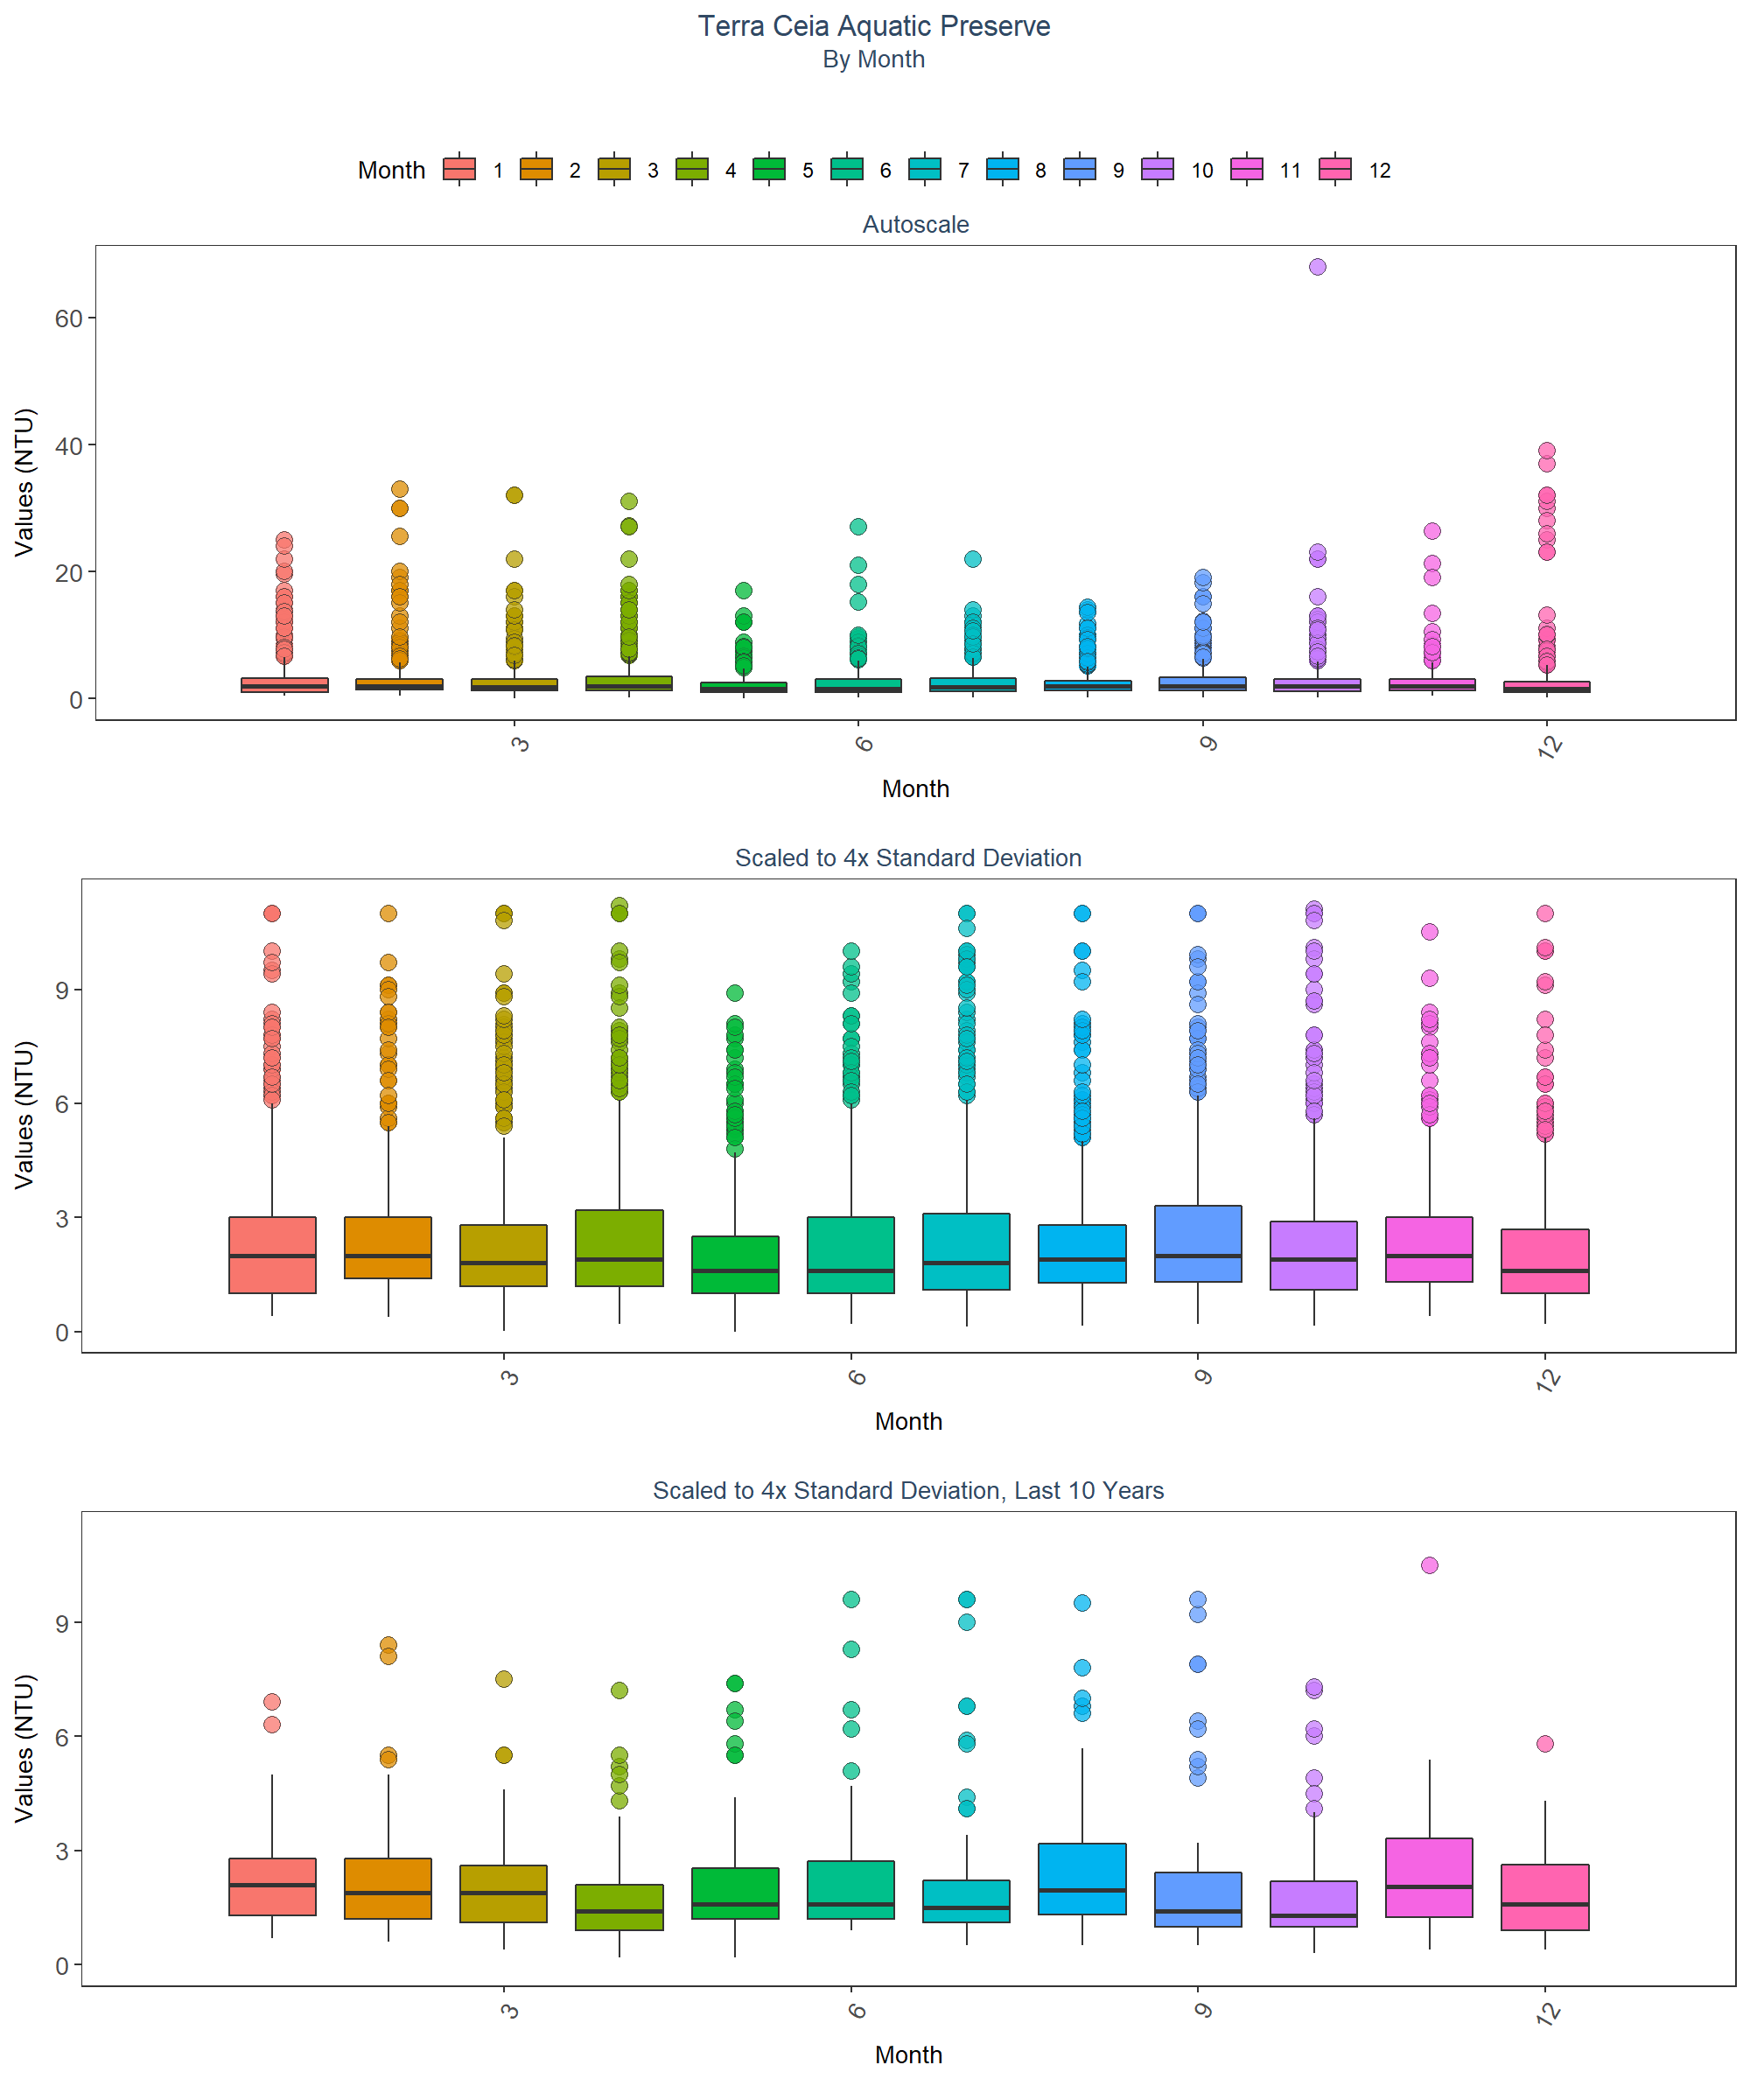 Terra Ceia Aquatic Preserve
By Month
Month 1 2 3 4 5 6 7 8 9 10 11 12
Autoscale
Values (NTU)
60
40
20
0
3 6 9 12
Month
Scaled to 4x Standard Deviation
Values (NTU)
9
6
3
0
3 6 9 12
Month
Scaled to 4x Standard Deviation, Last 10 Years
Values (NTU)
9
6
3
0
3 6 9 12
Month